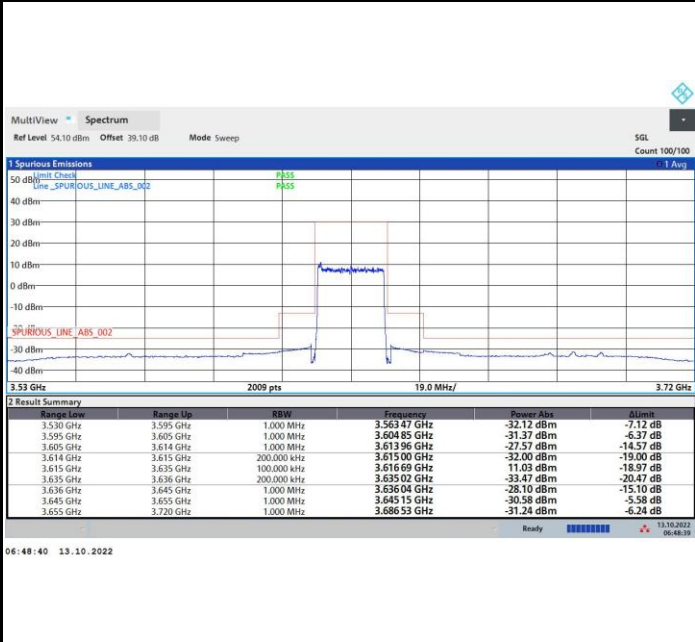 MultiView Spectrum
Ref Level 54.10 dBm Offset 39.10 dB Mode Sweep SGL
Count 100/100
1 Spurious Emissions 1 Avg
50 dBm Limit Check PASS
Line _SPURIOUS_LINE_ABS_002 PASS
40 dBm
30 dBm
20 dBm
10 dBm
0 dBm
-10 dBm
-20 dBm
_SPURIOUS_LINE_ABS_002
-30 dBm
-40 dBm
3.53 GHz 2009 pts 19.0 MHz/ 3.72 GHz
2 Result Summary
Range Low Range Up RBW Frequency Power Abs ΔLimit
3.530 GHz 3.595 GHz 1.000 MHz 3.563 47 GHz -32.12 dBm -7.12 dB
3.595 GHz 3.605 GHz 1.000 MHz 3.604 85 GHz -31.37 dBm -6.37 dB
3.605 GHz 3.614 GHz 1.000 MHz 3.613 96 GHz -27.57 dBm -14.57 dB
3.614 GHz 3.615 GHz 200.000 kHz 3.615 00 GHz -32.00 dBm -19.00 dB
3.615 GHz 3.635 GHz 100.000 kHz 3.616 69 GHz 11.03 dBm -18.97 dB
3.635 GHz 3.636 GHz 200.000 kHz 3.635 02 GHz -33.47 dBm -20.47 dB
3.636 GHz 3.645 GHz 1.000 MHz 3.636 04 GHz -28.10 dBm -15.10 dB
3.645 GHz 3.655 GHz 1.000 MHz 3.645 15 GHz -30.58 dBm -5.58 dB
3.655 GHz 3.720 GHz 1.000 MHz 3.686 53 GHz -31.24 dBm -6.24 dB
Ready 13.10.2022
06:48:39
06:48:40 13.10.2022